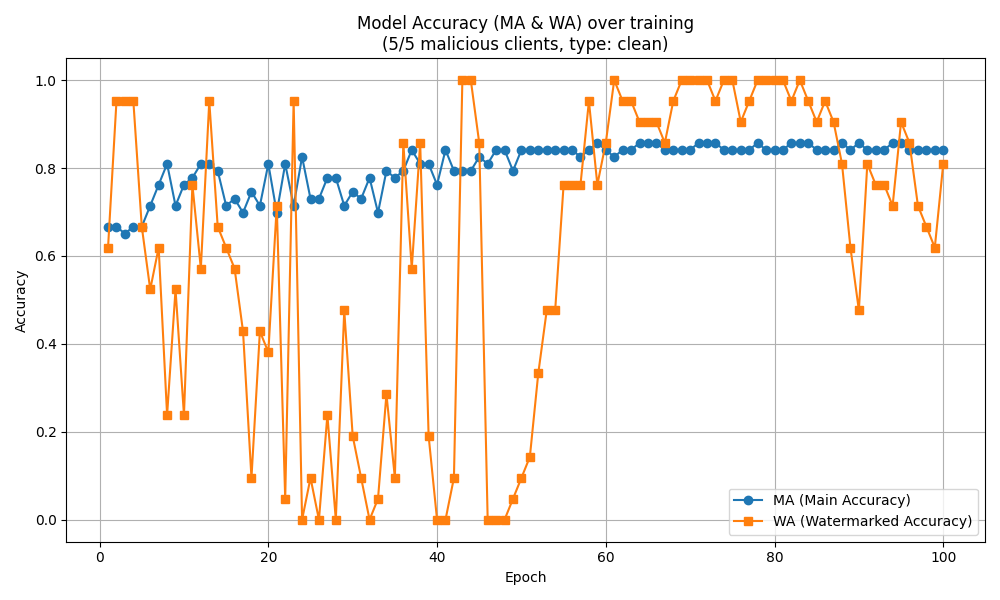 Model Accuracy (MA & WA) over training
(5/5 malicious clients, type: clean)
Accuracy
1.0
0.8
0.6
0.4
0.2
0.0
MA (Main Accuracy)
WA (Watermarked Accuracy)
0 20 40 60 80 100
Epoch